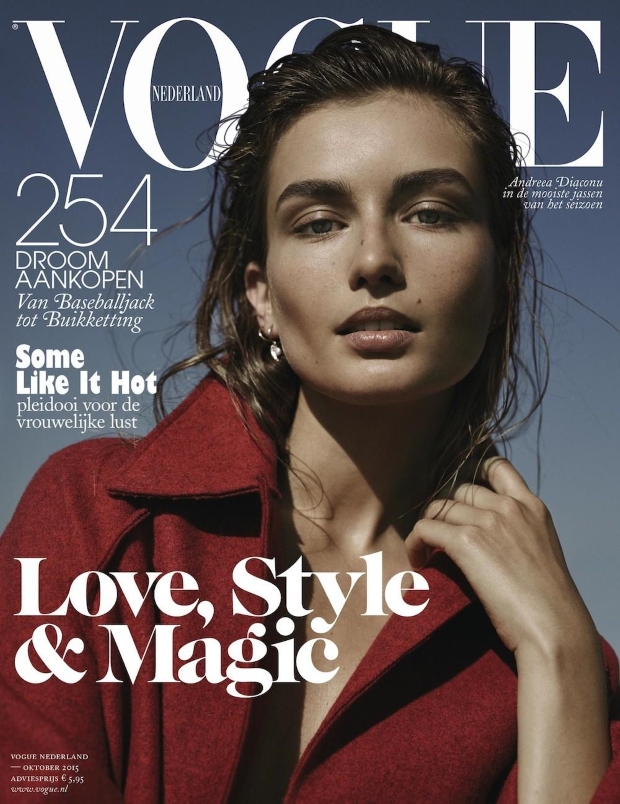 ®
VOGUE
NEDERLAND
Andreea Diaconu
in de mooiste jassen
van het seizoen
254
DROOM
AANKOPEN
Van Baseballjack
tot Buikketting
Some
Like It Hot
pleidooi voor de
vrouwelijke lust
Love, Style
& Magic
VOGUE NEDERLAND
— OKTOBER 2015
ADVIESPRIJS € 5,95
www.vogue.nl